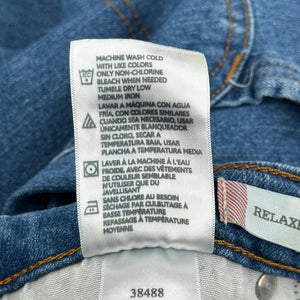 MACHINE WASH COLD
WITH LIKE COLORS
ONLY NON-CHLORINE
BLEACH WHEN NEEDED
TUMBLE DRY LOW
MEDIUM IRON
LAVAR A MÁQUINA CON AGUA
FRÍA, CON COLORES SIMILARES
CUANDO SEA NECESARIO, USAR
ÚNICAMENTE BLANQUEADOR
SIN CLORO, SECAR A
TEMPERATURA BAJA, USAR
PLANCHA A TEMPERATURA MEDIA
LAVER À LA MACHINE À L'EAU
FROIDE, AVEC DES VÊTEMENTS
DE COULEURS SIMILAIRES
N'UTILISER QUE DU
JAVELLISANT
SANS CHLORE AU BESOIN
SÉCHAGE PAR CULBUTAGE À
BASSE TEMPÉRATURE
REPASSAGE À TEMPÉRATURE
MOYENNE
RELAX
38488